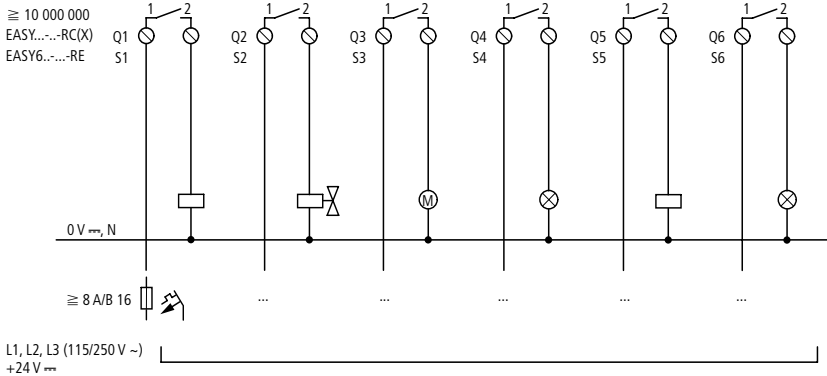 ≧ 10 000 000
EASY...-..-RC(X)
EASY6..-...-RE
1 2 1 2 1 2 1 2 1 2 1 2
Q1 Q2 Q3 Q4 Q5 Q6
S1 S2 S3 S4 S5 S6
M
0 V ⎓, N
≧ 8 A/B 16 ... ... ... ... ...
L1, L2, L3 (115/250 V ~)
+24 V ⎓